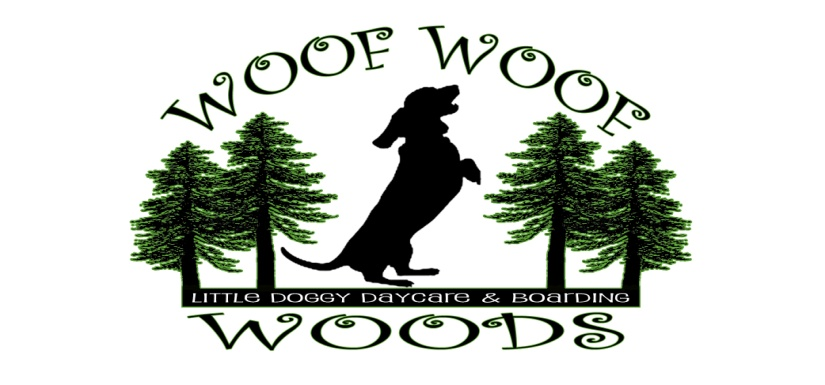 WOOF WOOF
LITTLE DOGGY DAYCARE & BOARDING
WOODS